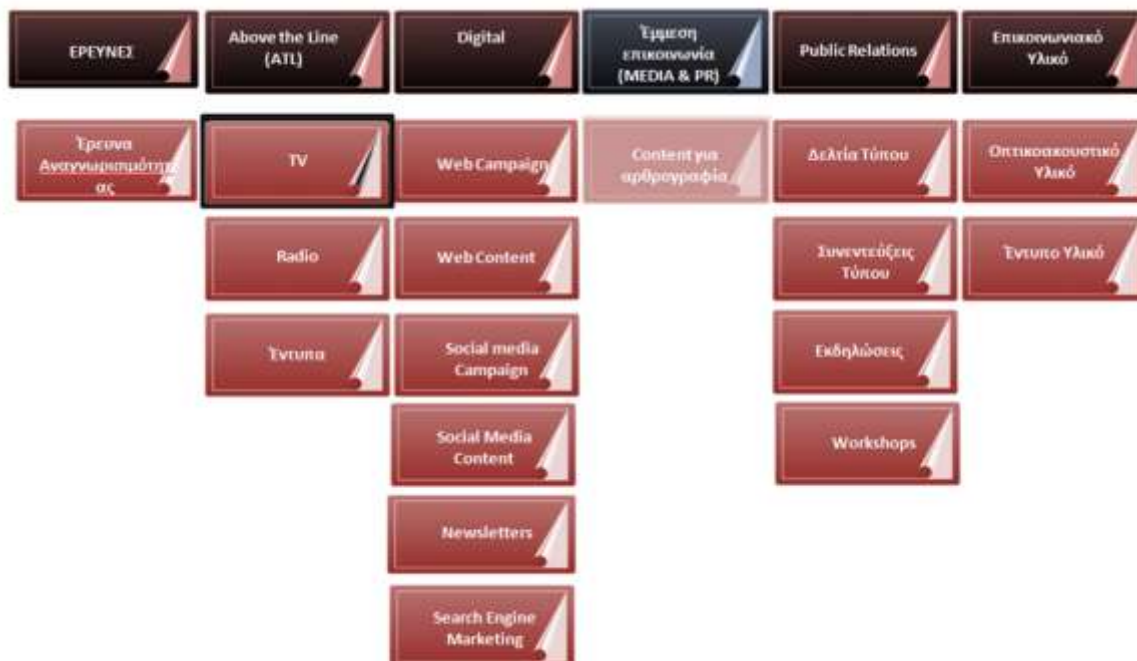 ΕΡΕΥΝΕΣ
Above the Line
(ATL)
Digital
Έμμεση
επικοινωνία
(MEDIA & PR)
Public Relations
Επικοινωνιακό
Υλικό
Έρευνα
Αναγνωρισιμότητ
ας
TV
Web Campaign
Content για
αρθρογραφία
Δελτία Τύπου
Οπτικοακουστικό
Υλικό
Radio
Web Content
Συνεντεύξεις
Τύπου
Έντυπο Υλικό
Έντυπα
Social media
Campaign
Εκδηλώσεις
Social Media
Content
Workshops
Newsletters
Search Engine
Marketing